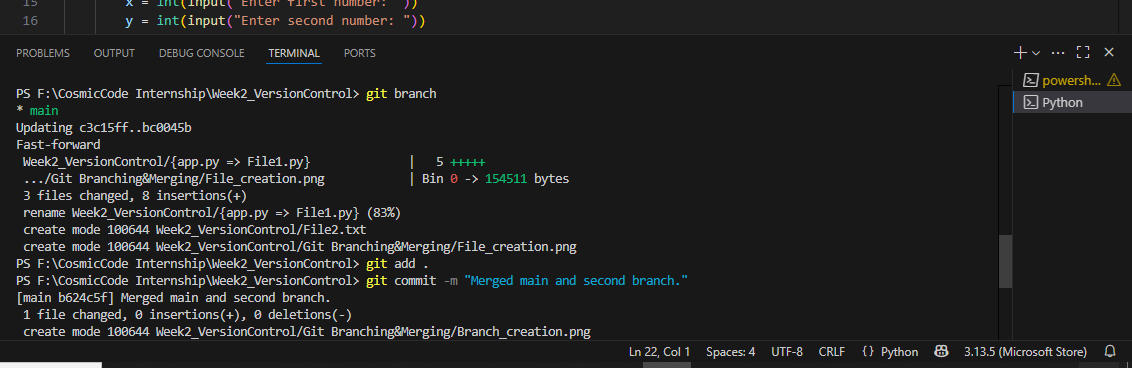 15 x = int(input("Enter first number: "))
16 y = int(input("Enter second number: "))
PROBLEMS OUTPUT DEBUG CONSOLE TERMINAL PORTS
PS F:\CosmicCode Internship\Week2_VersionControl> git branch
* main
Updating c3c15ff..bc0045b
Fast-forward
Week2_VersionControl/{app.py => File1.py} | 5 +++++
.../Git Branching&Merging/File_creation.png | Bin 0 -> 154511 bytes
3 files changed, 8 insertions(+)
rename Week2_VersionControl/{app.py => File1.py} (83%)
create mode 100644 Week2_VersionControl/File2.txt
create mode 100644 Week2_VersionControl/Git Branching&Merging/File_creation.png
PS F:\CosmicCode Internship\Week2_VersionControl> git add .
PS F:\CosmicCode Internship\Week2_VersionControl> git commit -m "Merged main and second branch."
[main b624c5f] Merged main and second branch.
1 file changed, 0 insertions(+), 0 deletions(-)
create mode 100644 Week2_VersionControl/Git Branching&Merging/Branch_creation.png
powersh...
Python
Ln 22, Col 1 Spaces: 4 UTF-8 CRLF {} Python 3.13.5 (Microsoft Store)